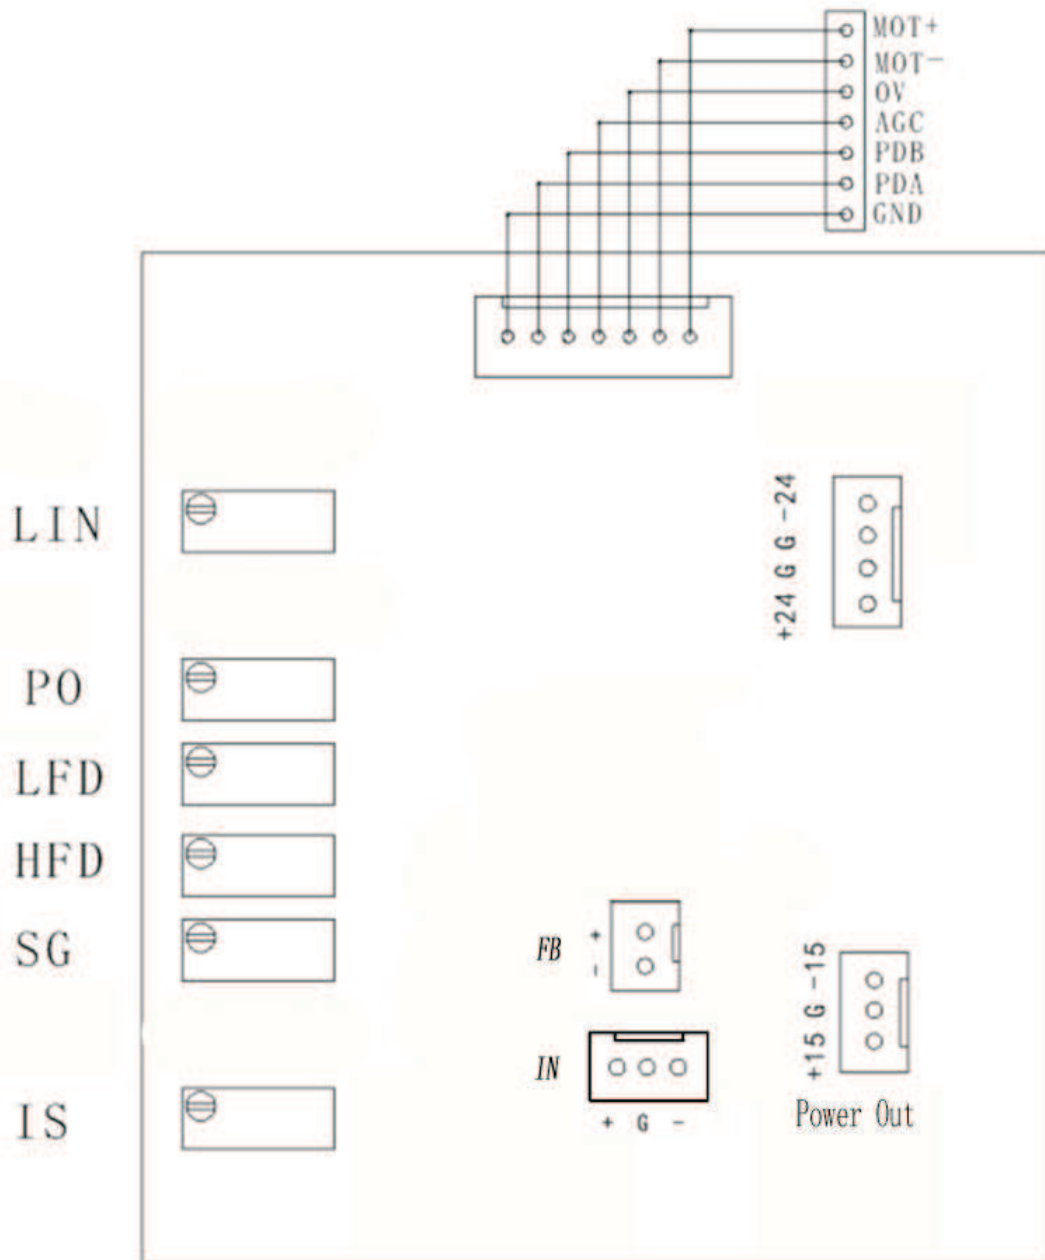 MOT+
MOT-
OV
AGC
PDB
PDA
GND
LIN
+24 G G -24
PO
LFD
HFD
SG
FB
- +
+15 G -15
IN
+ G -
Power Out
IS